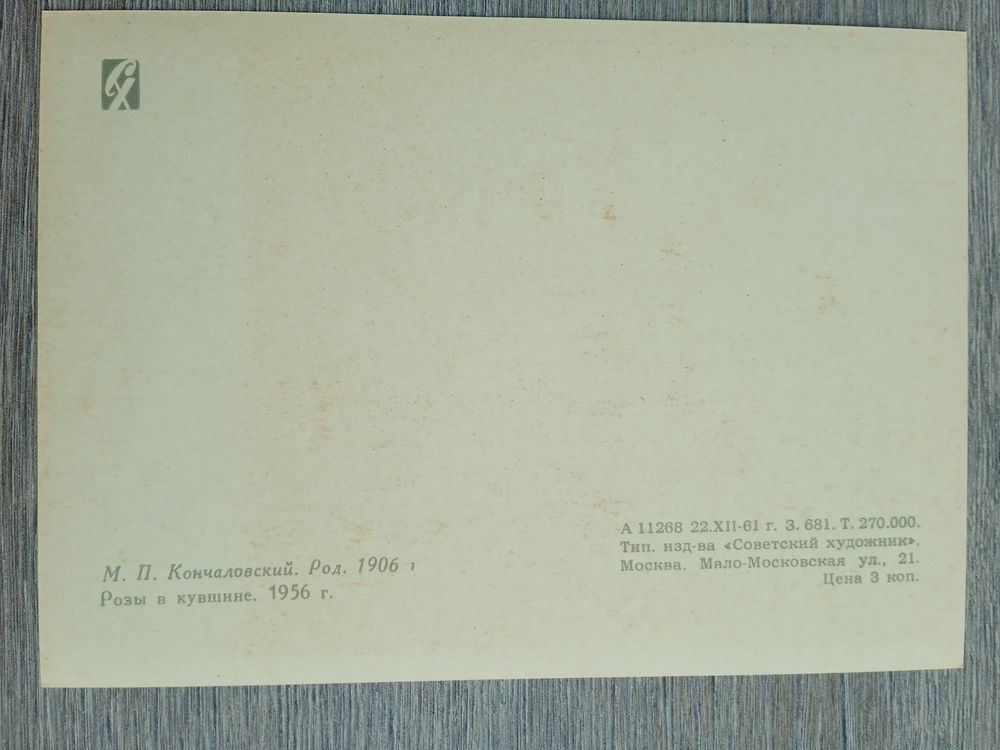 СХ
М. П. Кончаловский. Род. 1906 г
Розы в кувшине. 1956 г.
А 11268 22.XII-61 г. З. 681. Т. 270.000.
Тип. изд-ва «Советский художник».
Москва. Мало-Московская ул., 21.
Цена 3 коп.